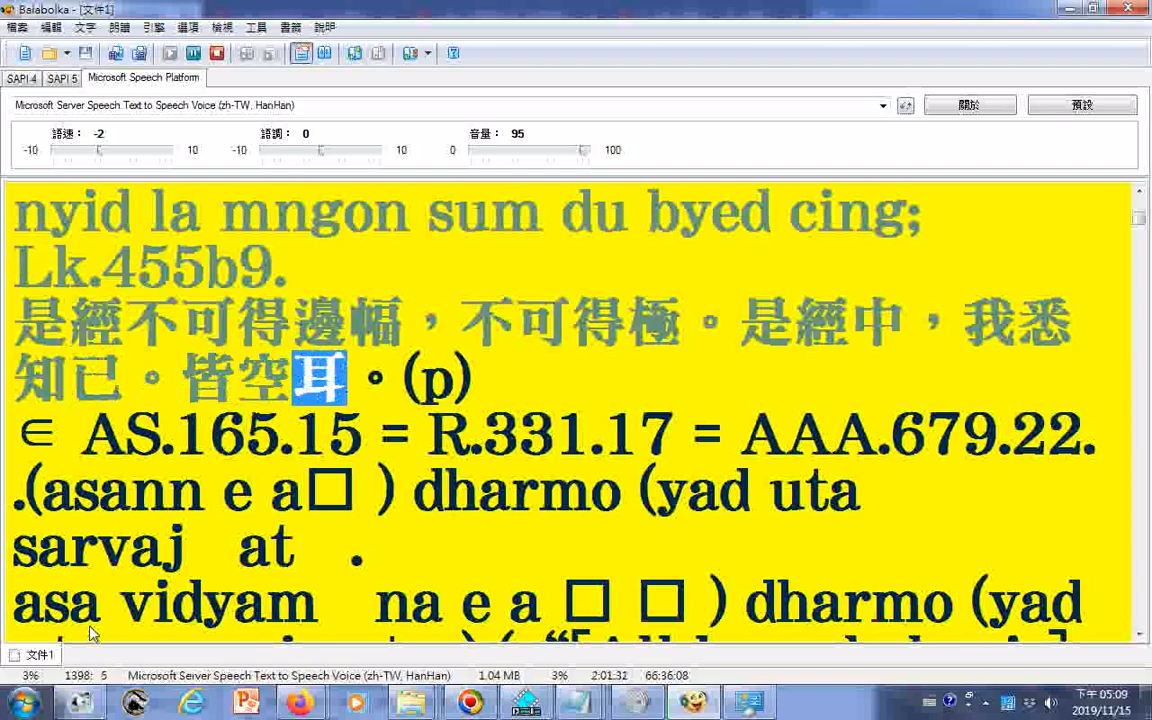 Balabolka - [文件1]
檔案 編輯 文字 朗讀 引擎 選項 檢視 工具 書籤 說明
SAPI 4 SAPI 5 Microsoft Speech Platform
Microsoft Server Speech Text to Speech Voice (zh-TW, HanHan) 關於 預設
語速： -2 語調： 0 音量： 95
-10 10 -10 10 0 100
nyid la mngon sum du byed cing;
Lk.455b9.
是經不可得邊幅，不可得極。是經中，我悉
知已。皆空耳。(p)
∈ AS.165.15 = R.331.17 = AAA.679.22.
.(asann e a□ ) dharmo (yad uta
sarvaj at .
asa vidyam na e a □ □ ) dharmo (yad
文件1
3% 1398: 5 Microsoft Server Speech Text to Speech Voice (zh-TW, HanHan) 1.04 MB 3% 2:01:32 66:36:08
下午 05:09
2019/11/15